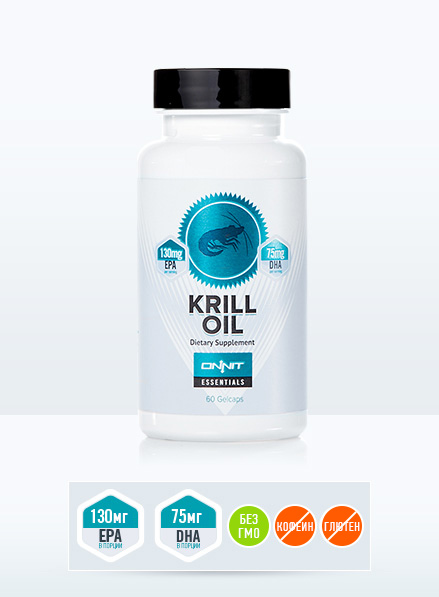 130mg
EPA
75mg
DHA
KRILL
OIL
Dietary Supplement
ONNIT
ESSENTIALS
60 Gelcaps
130мг
EPA
В ПОРЦИИ
75мг
DHA
В ПОРЦИИ
БЕЗ
ГМО
КОФЕИН
ГЛЮТЕН